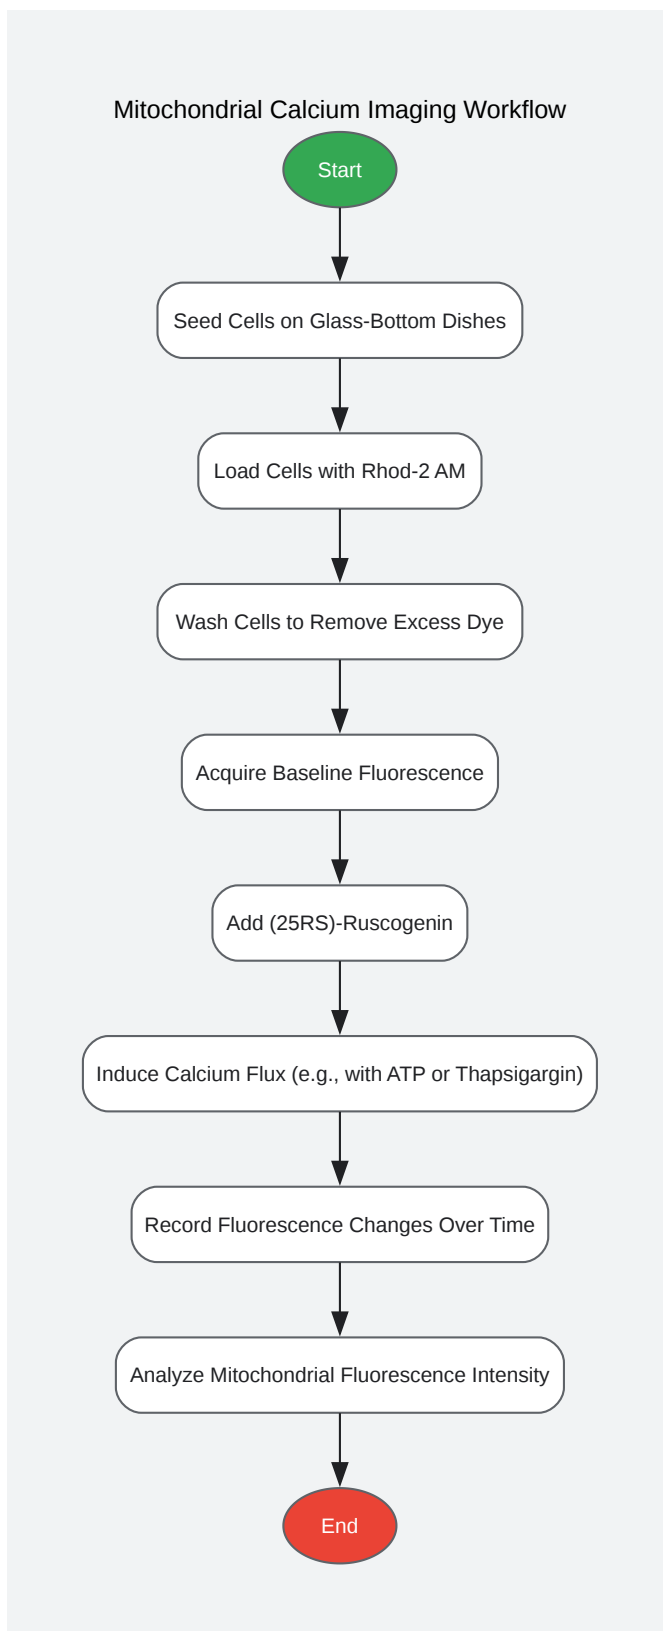 Mitochondrial Calcium Imaging Workflow
Start
Seed Cells on Glass-Bottom Dishes
Load Cells with Rhod-2 AM
Wash Cells to Remove Excess Dye
Acquire Baseline Fluorescence
Add (25RS)-Ruscogenin
Induce Calcium Flux (e.g., with ATP or Thapsigargin)
Record Fluorescence Changes Over Time
Analyze Mitochondrial Fluorescence Intensity
End